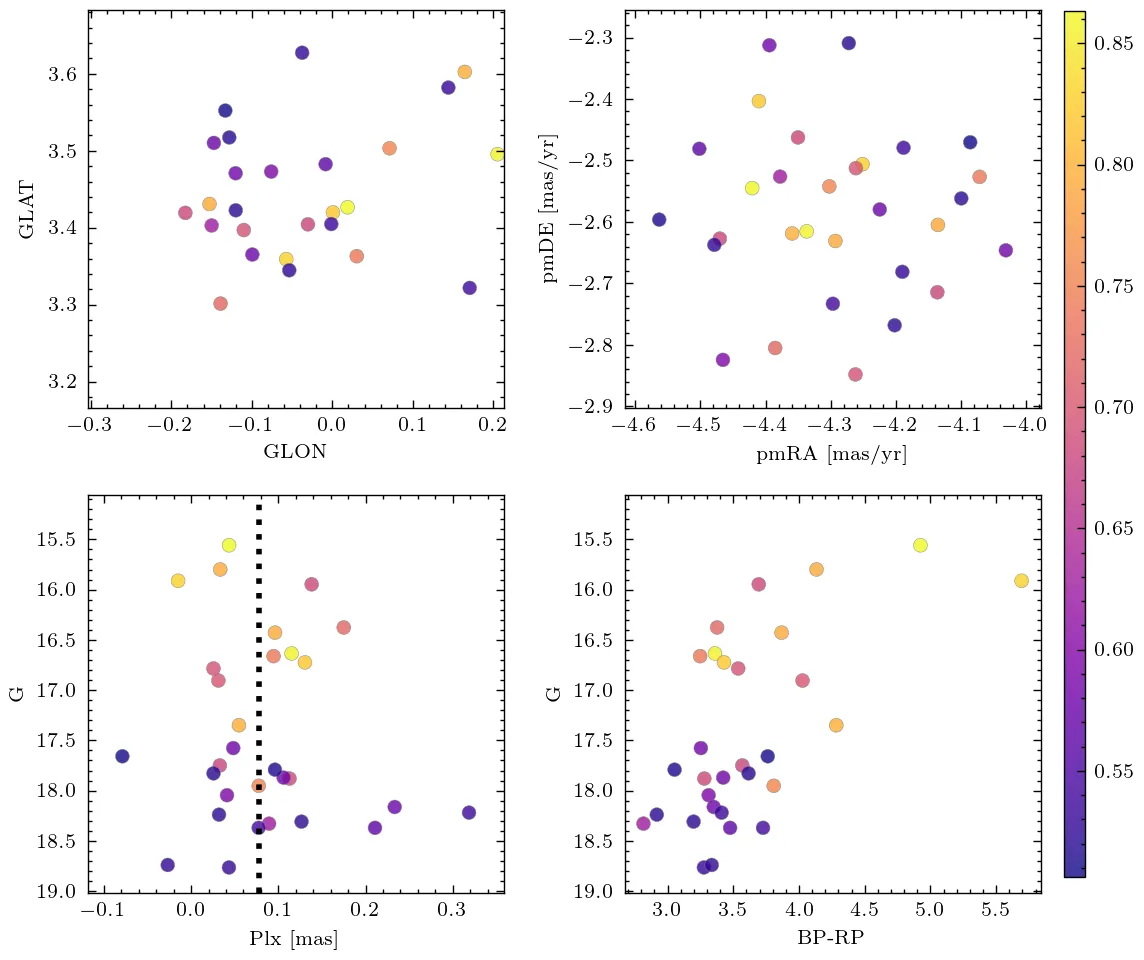 3.6
3.5
3.4
3.3
3.2
GLAT
−0.3 −0.2 −0.1 0.0 0.1 0.2
GLON
−2.3
−2.4
−2.5
−2.6
−2.7
−2.8
−2.9
pmDE [mas/yr]
−4.6 −4.5 −4.4 −4.3 −4.2 −4.1 −4.0
pmRA [mas/yr]
15.5
16.0
16.5
17.0
17.5
18.0
18.5
19.0
G
−0.1 0.0 0.1 0.2 0.3
Plx [mas]
15.5
16.0
16.5
17.0
17.5
18.0
18.5
19.0
G
3.0 3.5 4.0 4.5 5.0 5.5
BP-RP
0.85
0.80
0.75
0.70
0.65
0.60
0.55